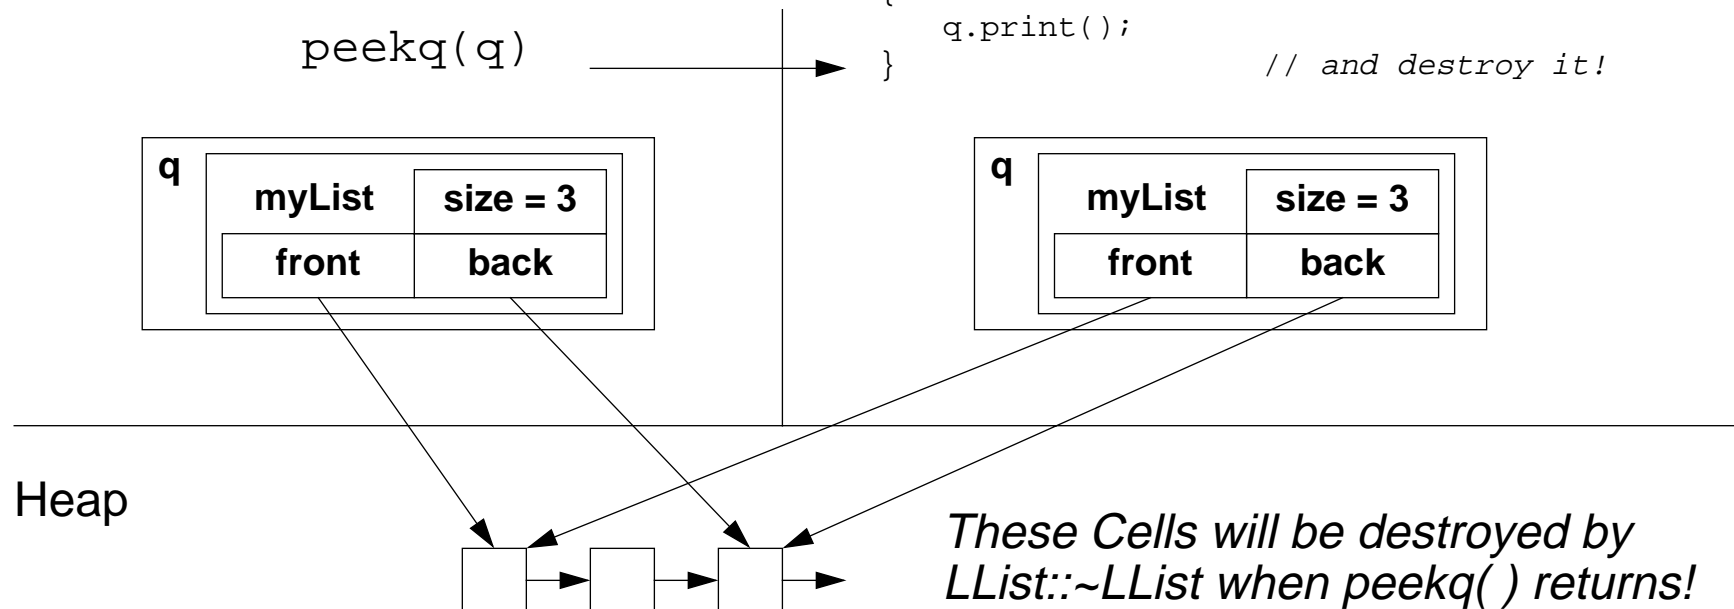 {
q.print();
peekq(q)
} // and destroy it!
q
myList size = 3
front back
q
myList size = 3
front back
Heap
These Cells will be destroyed by
LList::~LList when peekq( ) returns!